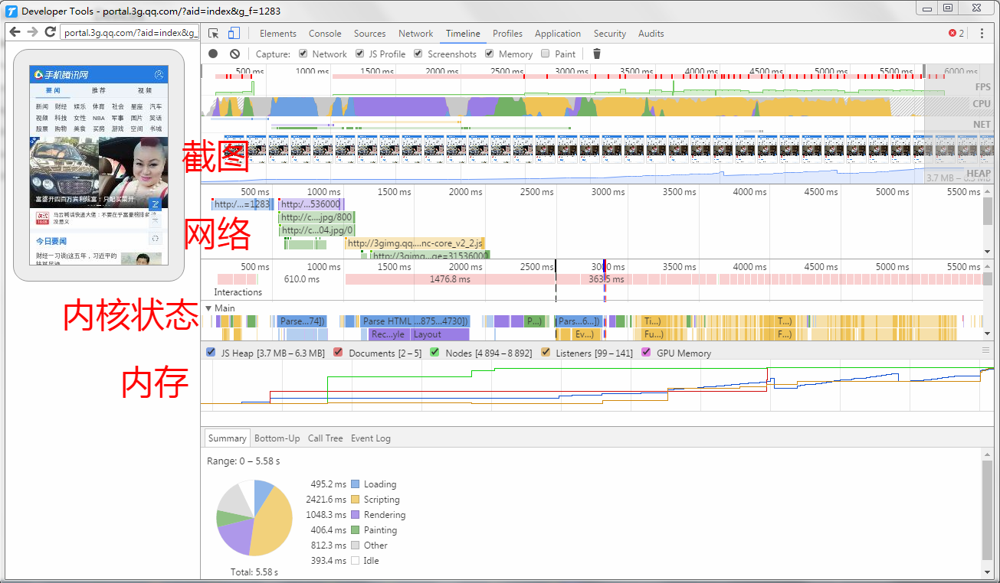 Developer Tools - portal.3g.qq.com/?aid=index&g_f=1283
portal.3g.qq.com/?aid=index&g_
Elements Console Sources Network Timeline Profiles Application Security Audits 2
Capture: Network JS Profile Screenshots Memory Paint
500 ms 1000 ms 1500 ms 2000 ms 2500 ms 3000 ms 3500 ms 4000 ms 4500 ms 5000 ms 5500 ms 6000 ms
FPS
CPU
NET
HEAP
手机腾讯网
要闻 推荐 视频
新闻 财经 娱乐 体育 社会 星座 汽车
视频 科技 女性 NBA 军事 图片 笑话
股票 购物 美食 买房 游戏 空间 书城
富婆开四百万宾利炫富：只配买菜开
马云喊话快递大佬：不要在乎富豪榜排名
没意义
今日要闻
财经一习谈|这五年，习近平的
截图
网络
内核状态
内存
500 ms 1000 ms 1500 ms 2000 ms 2500 ms 3000 ms 3500 ms 4000 ms 4500 ms 5000 ms 5500 ms
http:/...=1283 http:/...536000
http://c....jpg/800
http://c....04.jpg/0
http://3gimg.qq....nc-core_v2_2.js
http://3gimg...ge=31536000
500 ms 1000 ms 1500 ms 2000 ms 2500 ms 3000 ms 3500 ms 4000 ms 4500 ms 5000 ms 5500 ms
610.0 ms 1476.8 ms 363.5 ms
Interactions
Main
Parse...74]) Parse HTML ...875...4730]) P...) Pars...6...]) Ti...) T...)
Rec...yle Layout Ev...) Fu...) F...)
JS Heap [3.7 MB – 6.3 MB] Documents [2 – 5] Nodes [4 894 – 8 892] Listeners [99 – 141] GPU Memory
Summary Bottom-Up Call Tree Event Log
Range: 0 – 5.58 s
495.2 ms Loading
2421.6 ms Scripting
1048.3 ms Rendering
406.4 ms Painting
812.3 ms Other
393.4 ms Idle
Total: 5.58 s